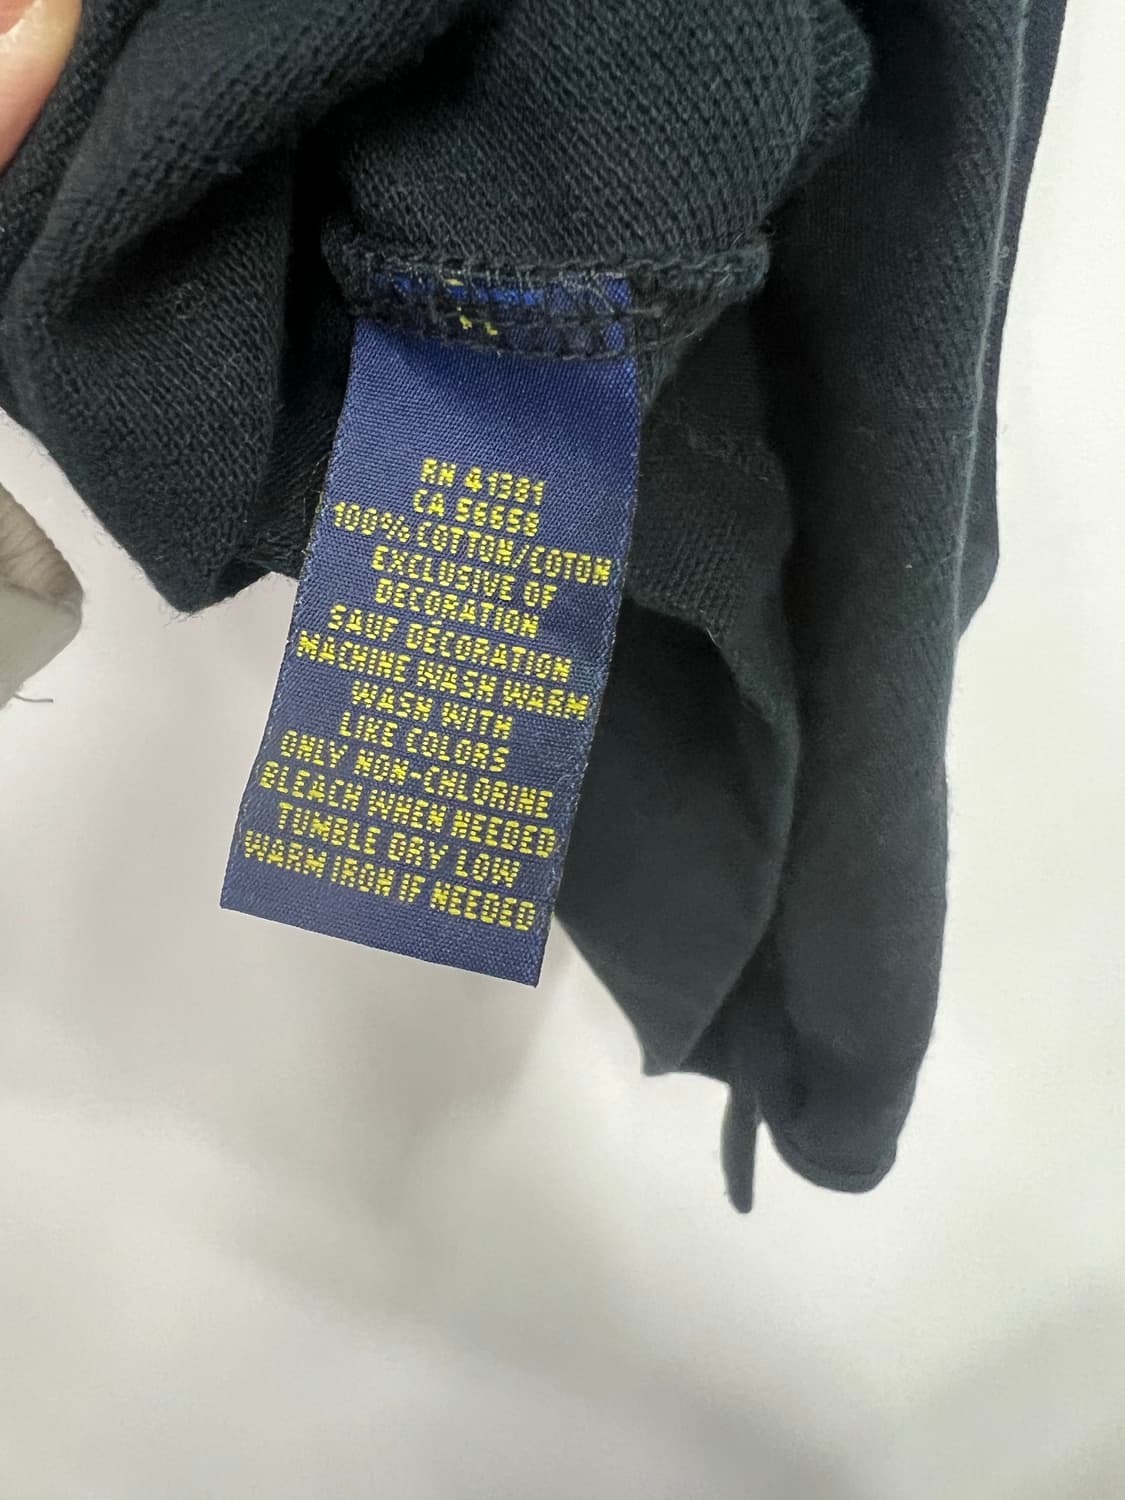 RN 41381
CA 56658
100% COTTON/COTON
EXCLUSIVE OF
DECORATION
SAUF DECORATION
MACHINE WASH WARM
WASH WITH
LIKE COLORS
ONLY NON-CHLORINE
BLEACH WHEN NEEDED
TUMBLE DRY LOW
WARM IRON IF NEEDED